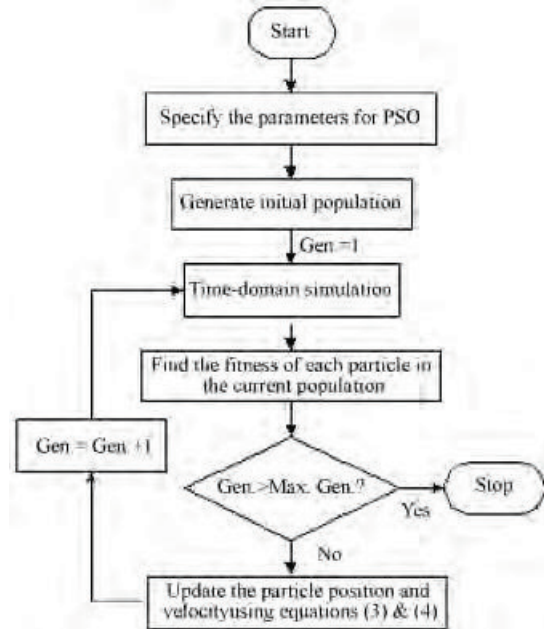 Start
Specify the parameters for PSO
Generate initial population
Gen.=1
Time-domain simulation
Find the fitness of each particle in
the current population
Gen.>Max. Gen.?
Yes
Stop
No
Update the particle position and
velocityusing equations (3) & (4)
Gen.= Gen.+1